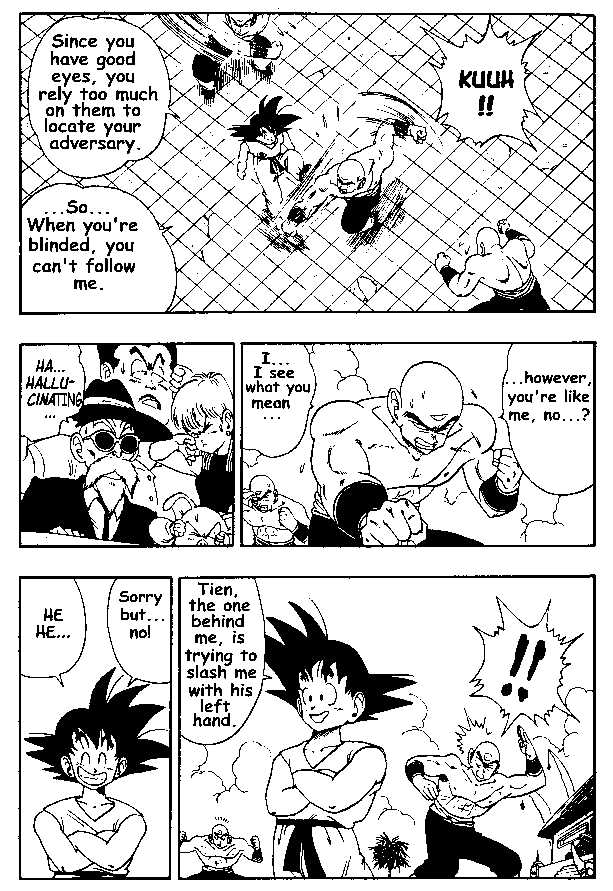 Since you
have good
eyes, you
rely too much
on them to
locate your
adversary.
...So...
When you're
blinded, you
can't follow
me.
KUUH
!!
HA...
HALLU-
CINATING
...
I...
I see
what you
mean
...
...however,
you're like
me, no...?
HE
HE...
Sorry
but...
no!
Tien,
the one
behind
me, is
trying to
slash me
with his
left
hand.
!!